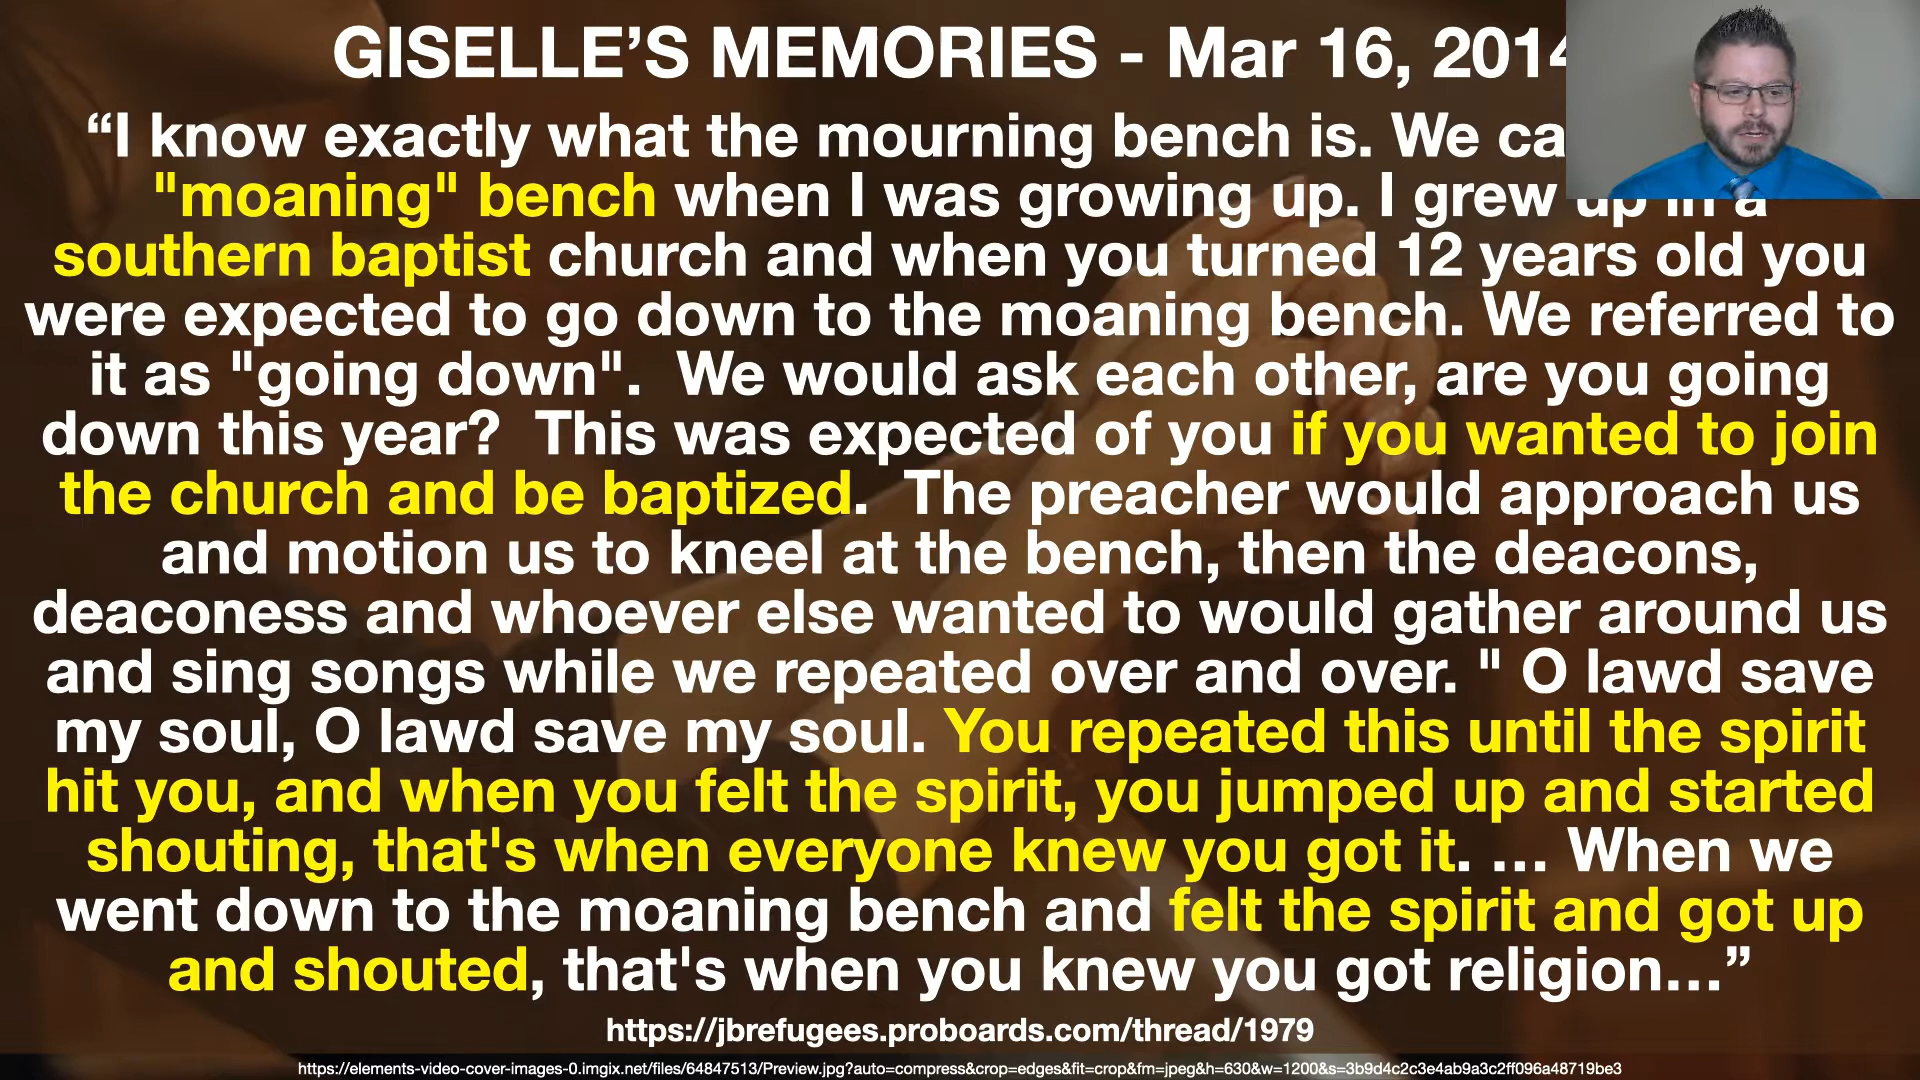 GISELLE’S MEMORIES - Mar 16, 2014
“I know exactly what the mourning bench is. We ca
"moaning" bench when I was growing up. I grew up in a
southern baptist church and when you turned 12 years old you
were expected to go down to the moaning bench. We referred to
it as "going down".  We would ask each other, are you going
down this year?  This was expected of you if you wanted to join
the church and be baptized.  The preacher would approach us
and motion us to kneel at the bench, then the deacons,
deaconess and whoever else wanted to would gather around us
and sing songs while we repeated over and over. " O lawd save
my soul, O lawd save my soul. You repeated this until the spirit
hit you, and when you felt the spirit, you jumped up and started
shouting, that's when everyone knew you got it. … When we
went down to the moaning bench and felt the spirit and got up
and shouted, that's when you knew you got religion…”
https://jbrefugees.proboards.com/thread/1979
https://elements-video-cover-images-0.imgix.net/files/64847513/Preview.jpg?auto=compress&crop=edges&fit=crop&fm=jpeg&h=630&w=1200&s=3b9d4c2c3e4ab9a3c2ff096a48719be3